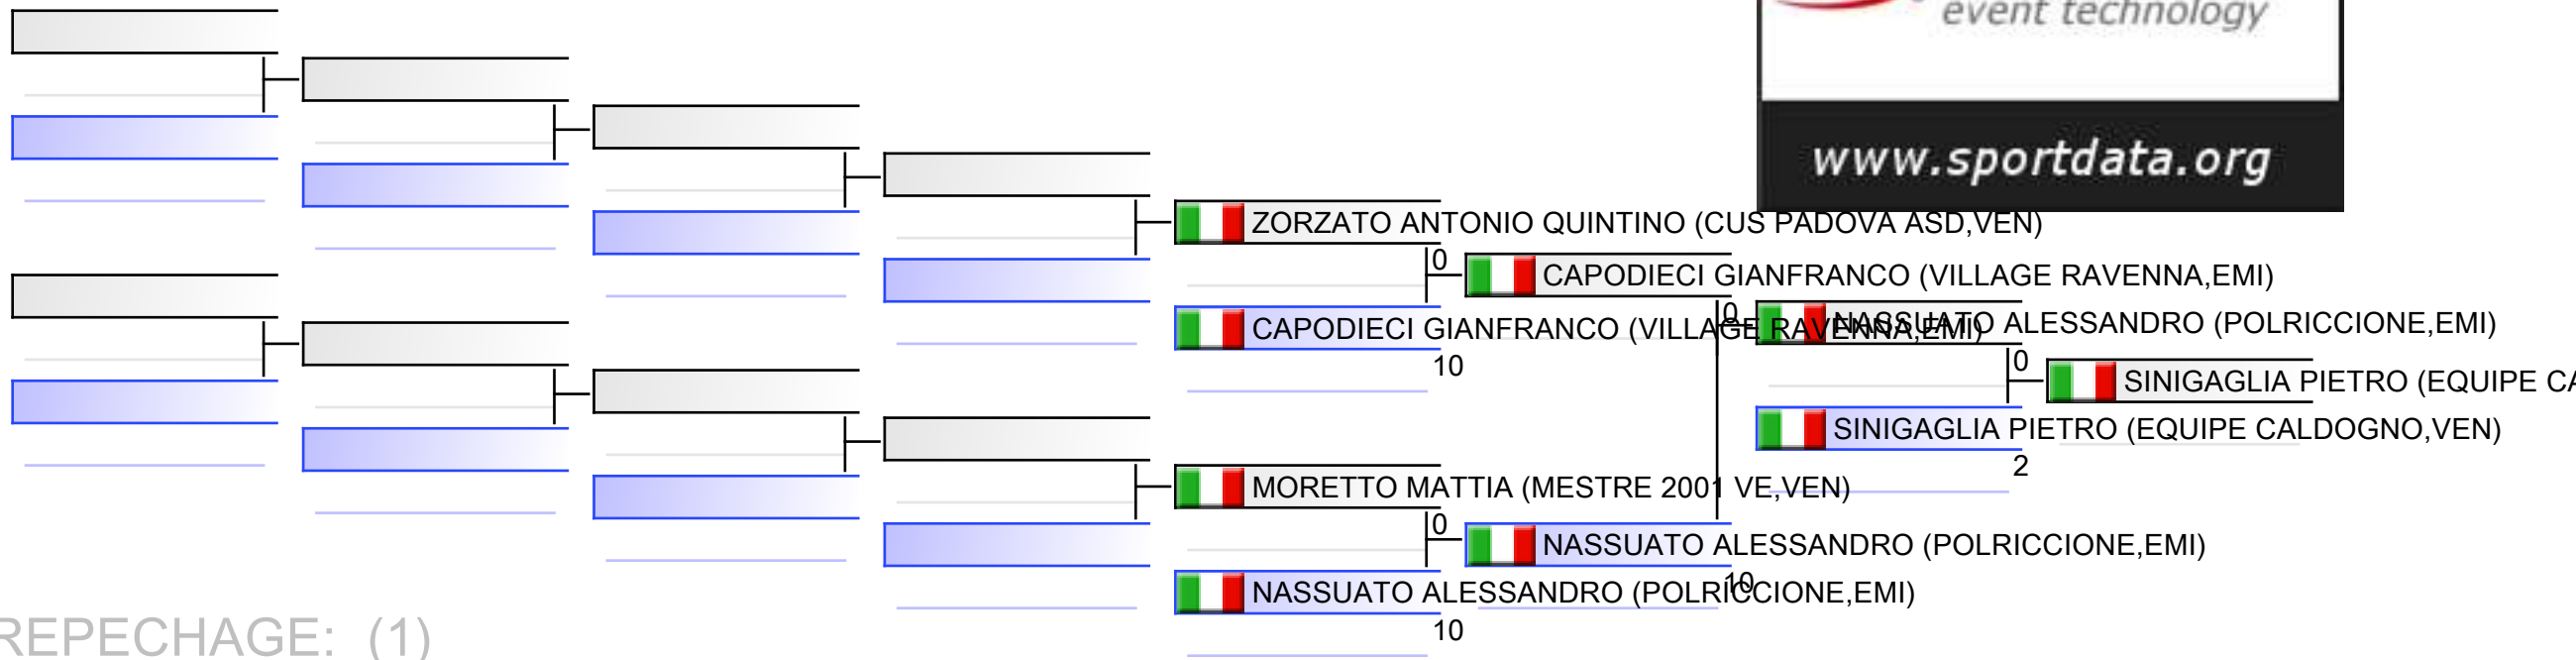 event technology
www.sportdata.org
ZORZATO ANTONIO QUINTINO (CUS PADOVA ASD,VEN)
0
CAPODIECI GIANFRANCO (VILLAGE RAVENNA,EMI)
0
NASSUATO ALESSANDRO (POLRICCIONE,EMI)
CAPODIECI GIANFRANCO (VILLAGE RAVENNA,EMI)
10
0
SINIGAGLIA PIETRO (EQUIPE CA
SINIGAGLIA PIETRO (EQUIPE CALDOGNO,VEN)
2
MORETTO MATTIA (MESTRE 2001 VE,VEN)
0
NASSUATO ALESSANDRO (POLRICCIONE,EMI)
10
NASSUATO ALESSANDRO (POLRICCIONE,EMI)
10
REPECHAGE: (1)